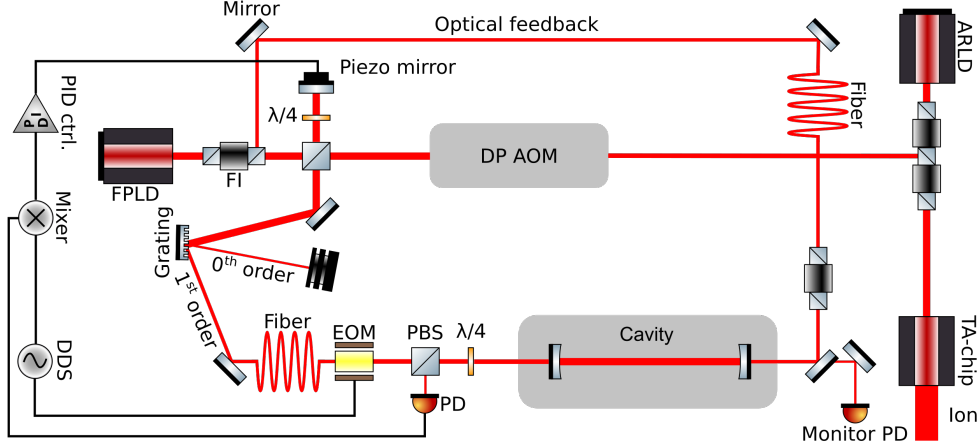 Mirror
Optical feedback
ARLD
Piezo mirror
PID ctrl.
P I D
λ/4
Fiber
DP AOM
FPLD
FI
Mixer
Grating
0th order
1st order
Fiber
EOM
PBS
λ/4
Cavity
DDS
TA-chip
PD
Monitor PD
Ion